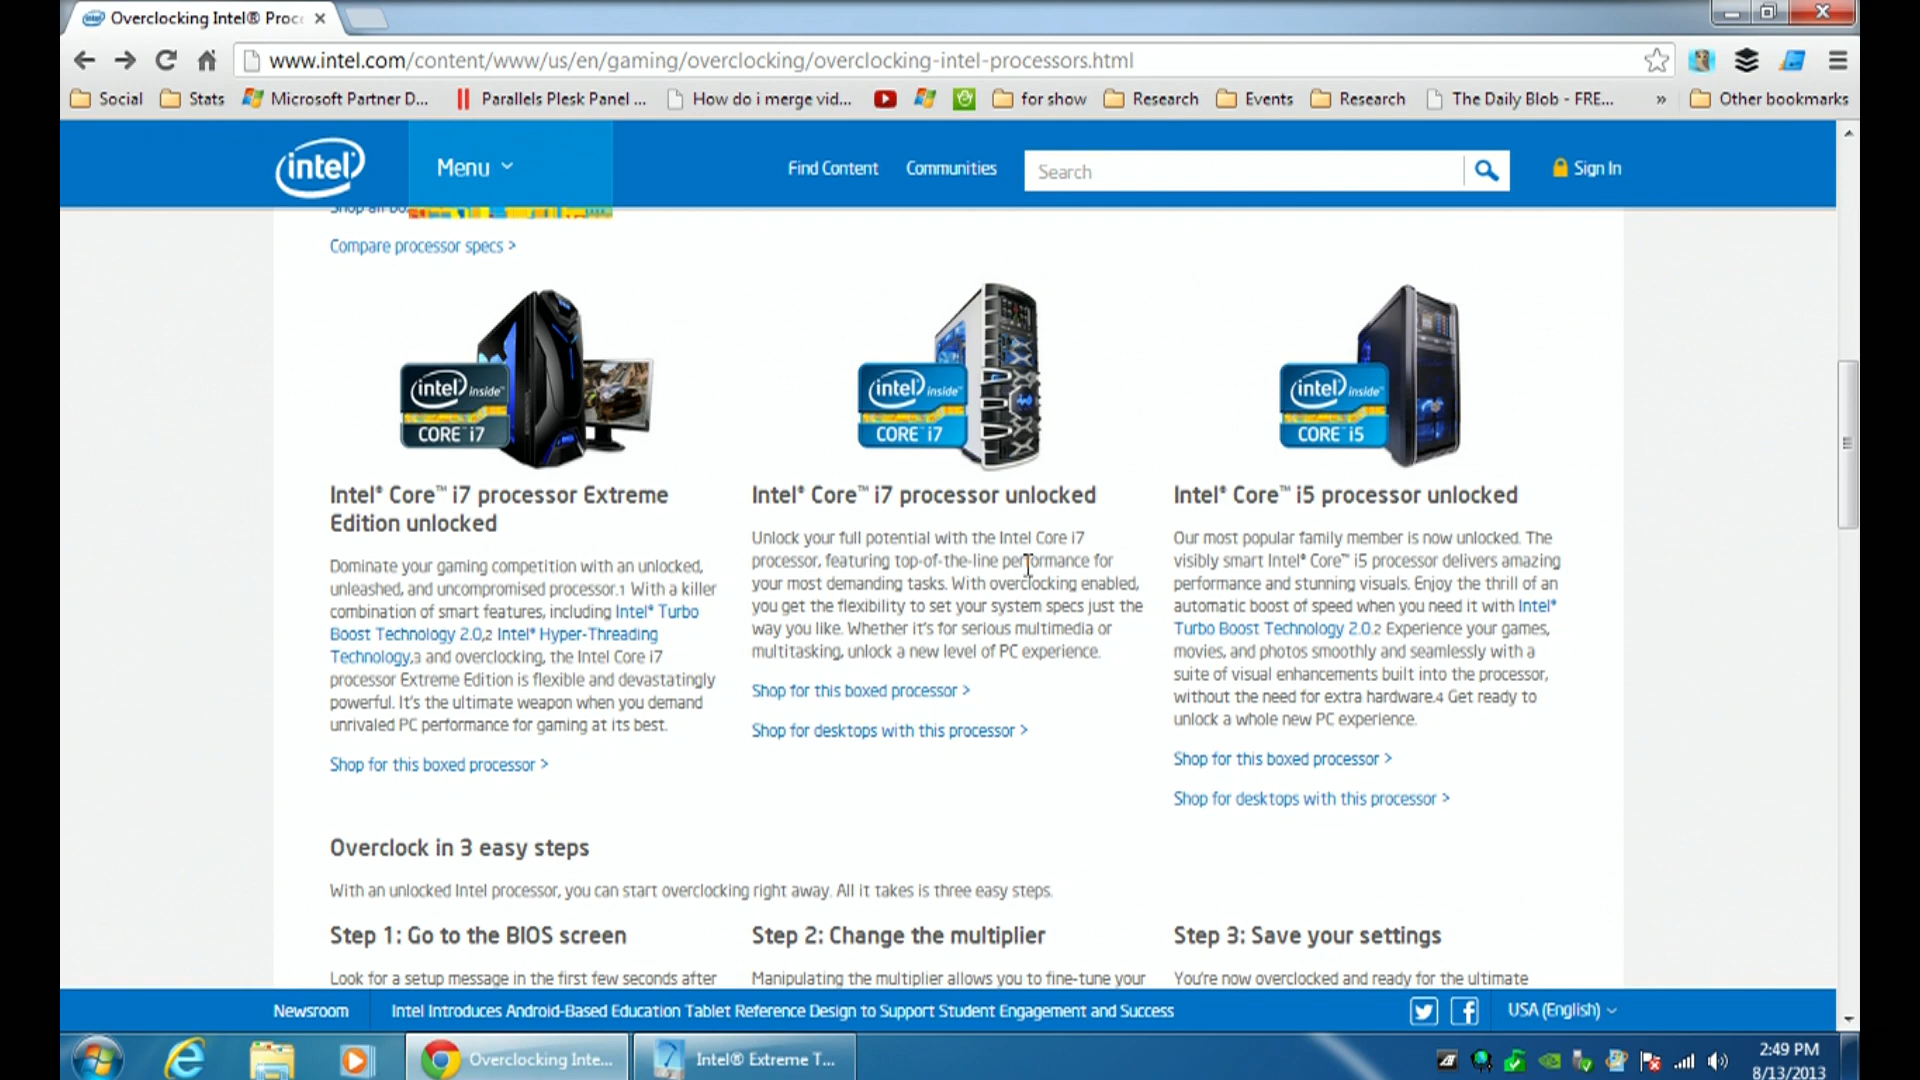 Overclocking Intel® Proc
www.intel.com/content/www/us/en/gaming/overclocking/overclocking-intel-processors.html
Social Stats Microsoft Partner D... Parallels Plesk Panel ... How do i merge vid... for show Research Events Research The Daily Blob - FRE... » Other bookmarks
intel Menu Find Content Communities Search Sign In
Shop all bo
Compare processor specs >
intel inside™ CORE™ i7
intel inside™ CORE™ i7
intel inside™ CORE™ i5
Intel® Core™ i7 processor Extreme
Edition unlocked
Dominate your gaming competition with an unlocked,
unleashed, and uncompromised processor.1 With a killer
combination of smart features, including Intel® Turbo
Boost Technology 2.0,2 Intel® Hyper-Threading
Technology,3 and overclocking, the Intel Core i7
processor Extreme Edition is flexible and devastatingly
powerful. It's the ultimate weapon when you demand
unrivaled PC performance for gaming at its best.
Shop for this boxed processor >
Intel® Core™ i7 processor unlocked
Unlock your full potential with the Intel Core i7
processor, featuring top-of-the-line performance for
your most demanding tasks. With overclocking enabled,
you get the flexibility to set your system specs just the
way you like. Whether it's for serious multimedia or
multitasking, unlock a new level of PC experience.
Shop for this boxed processor >
Shop for desktops with this processor >
Intel® Core™ i5 processor unlocked
Our most popular family member is now unlocked. The
visibly smart Intel® Core™ i5 processor delivers amazing
performance and stunning visuals. Enjoy the thrill of an
automatic boost of speed when you need it with Intel®
Turbo Boost Technology 2.0.2 Experience your games,
movies, and photos smoothly and seamlessly with a
suite of visual enhancements built into the processor,
without the need for extra hardware.4 Get ready to
unlock a whole new PC experience.
Shop for this boxed processor >
Shop for desktops with this processor >
Overclock in 3 easy steps
With an unlocked Intel processor, you can start overclocking right away. All it takes is three easy steps.
Step 1: Go to the BIOS screen
Look for a setup message in the first few seconds after
Step 2: Change the multiplier
Manipulating the multiplier allows you to fine-tune your
Step 3: Save your settings
You're now overclocked and ready for the ultimate
Newsroom Intel Introduces Android-Based Education Tablet Reference Design to Support Student Engagement and Success USA (English)
Overclocking Inte... Intel® Extreme T... 2:49 PM
8/13/2013